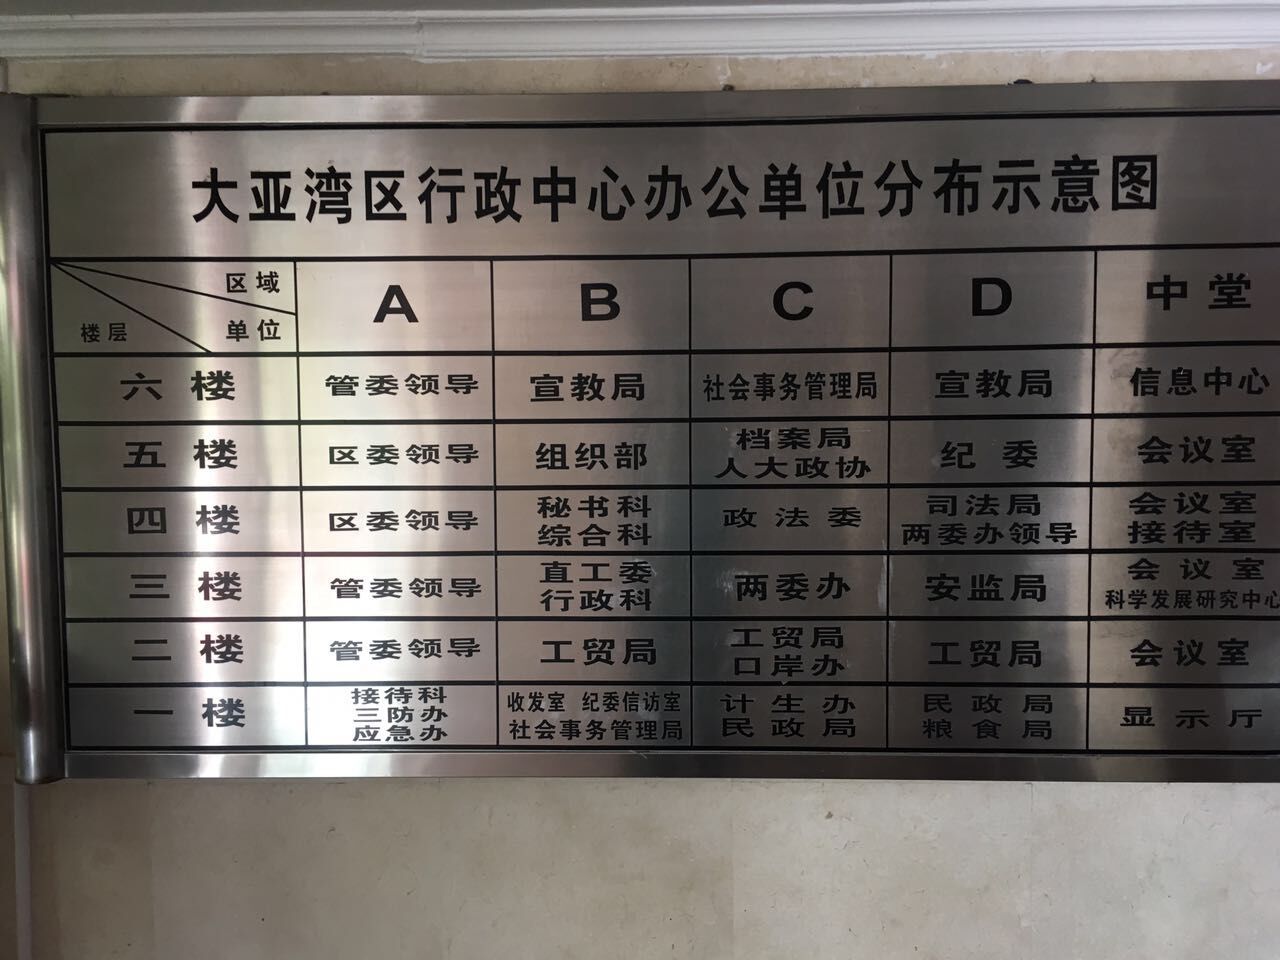 大亚湾区行政中心办公单位分布示意图
区域
单位
楼层
A B C D 中堂
六楼 管委领导 宣教局 社会事务管理局 宣教局 信息中心
五楼 区委领导 组织部 档案局 人大政协 纪委 会议室
四楼 区委领导 秘书科 综合科 政法委 司法局 两委办领导 会议室 接待室
三楼 管委领导 直工委 行政科 两委办 安监局 会议室 科学发展研究中心
二楼 管委领导 工贸局 工贸局 口岸办 工贸局 会议室
一楼 接待科 三防办 应急办 收发室 纪委信访室 社会事务管理局 计生办 民政局 民政局 粮食局 显示厅